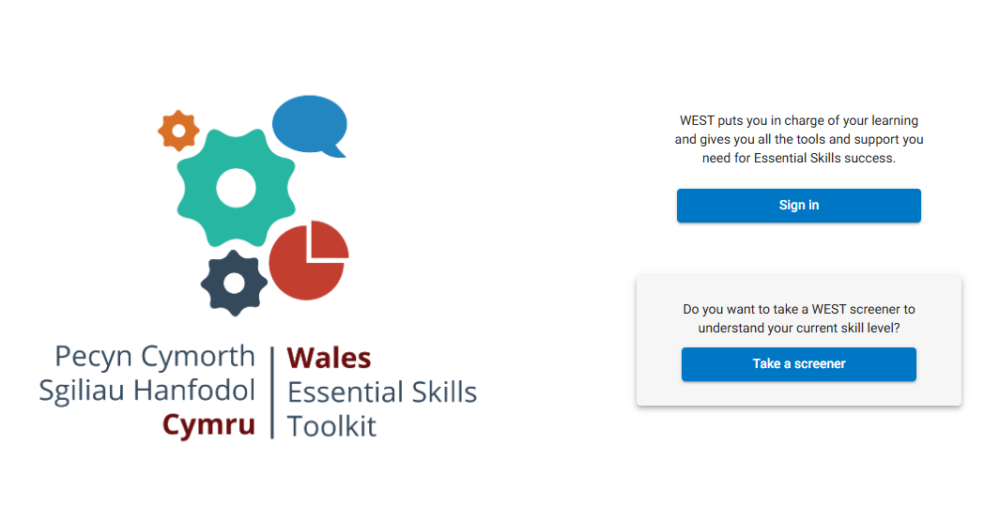 Pecyn Cymorth
Sgiliau Hanfodol
Cymru
Wales
Essential Skills
Toolkit
WEST puts you in charge of your learning
and gives you all the tools and support you
need for Essential Skills success.
Sign in
Do you want to take a WEST screener to
understand your current skill level?
Take a screener